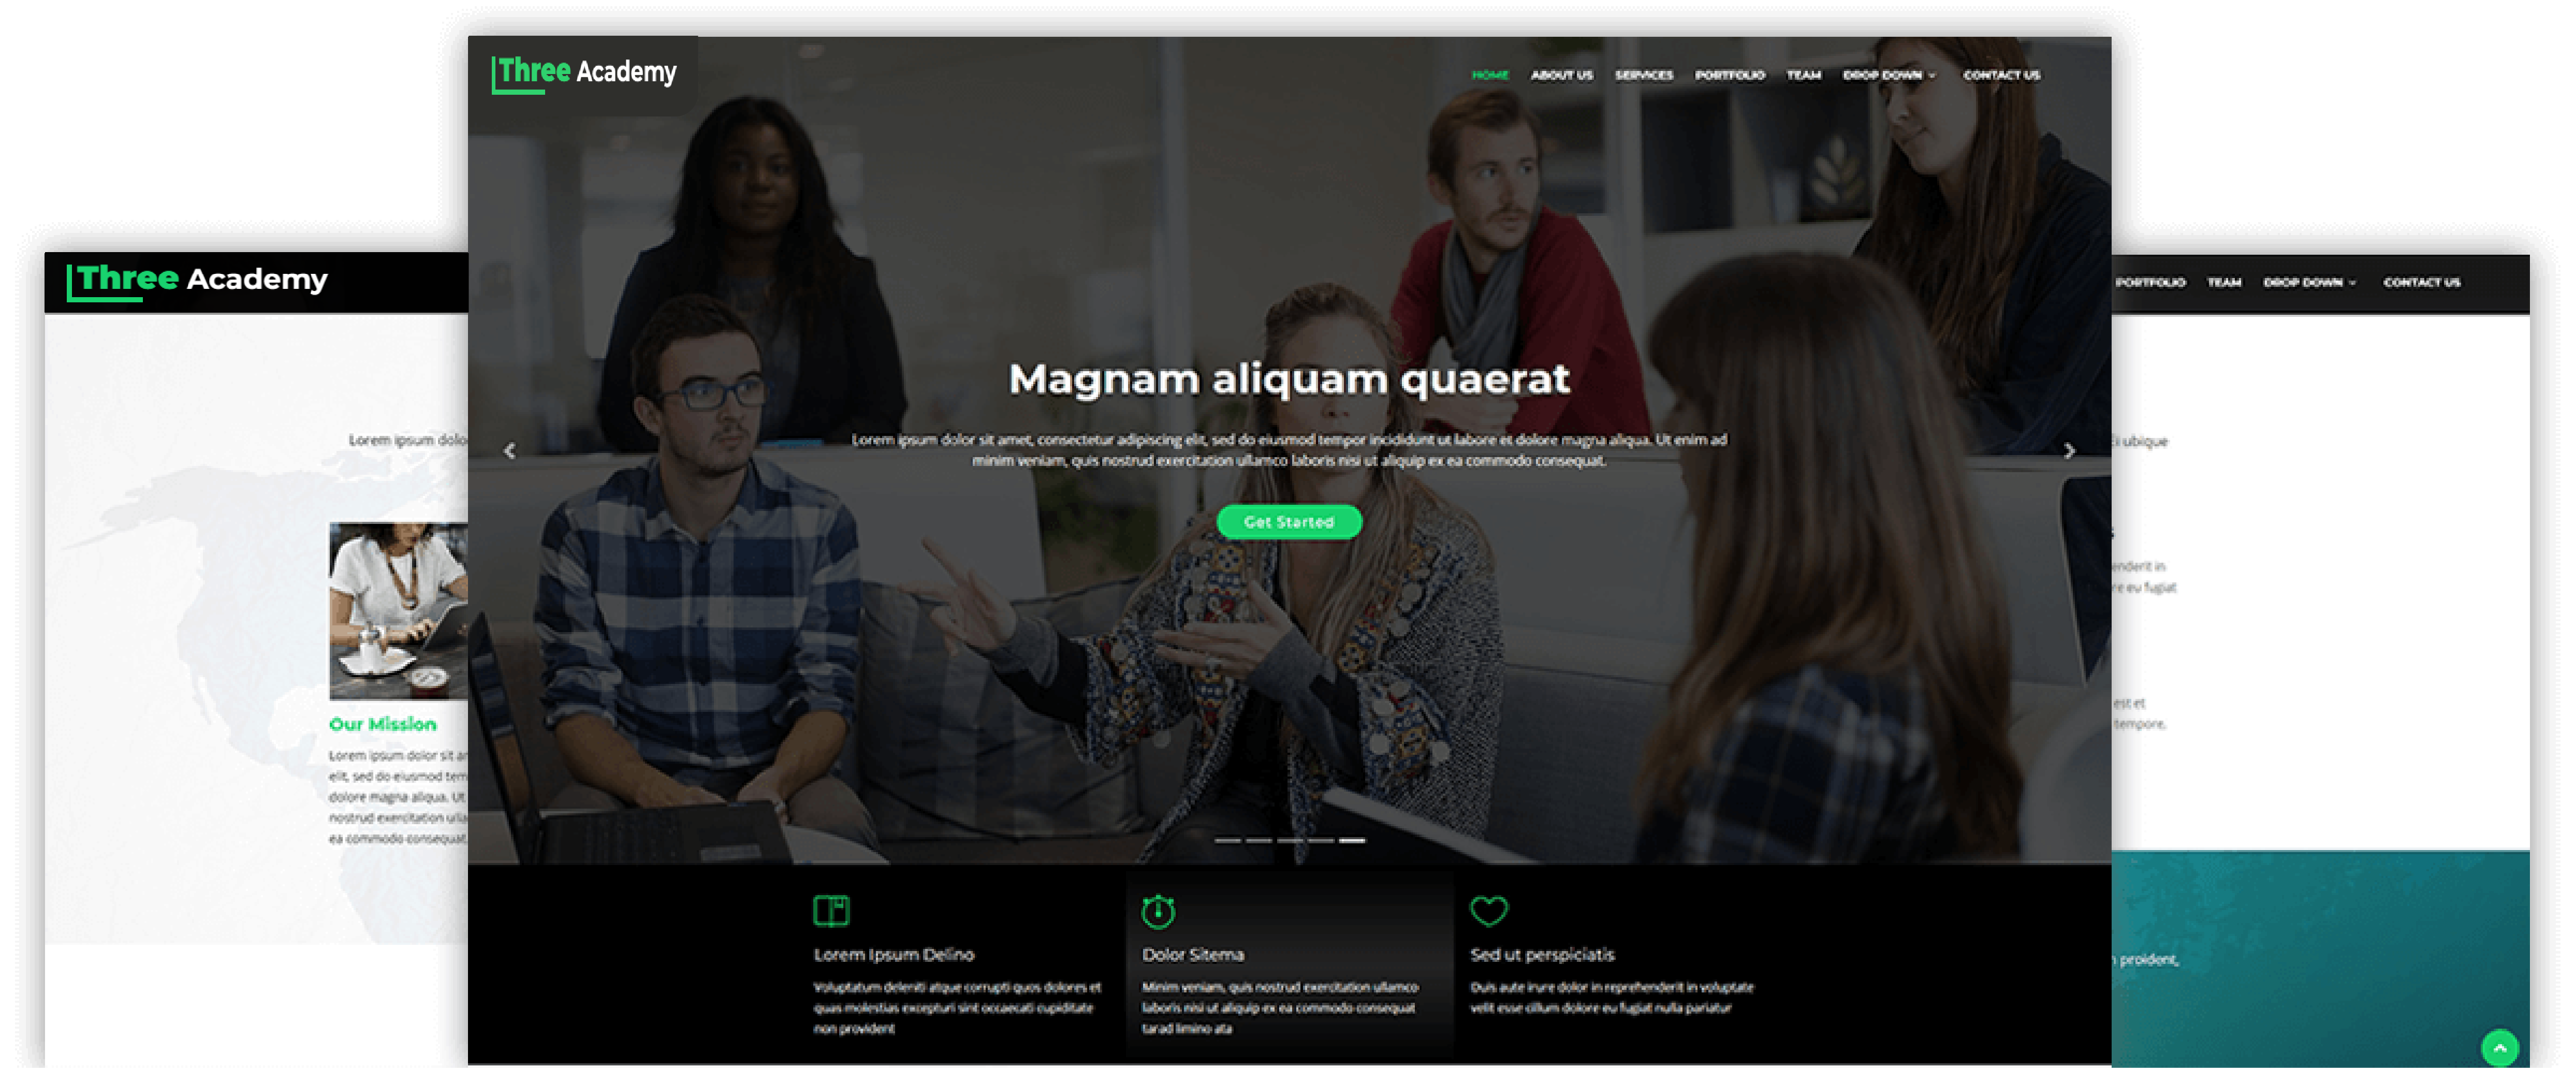 Three Academy
HOME ABOUT US SERVICES PORTFOLIO TEAM DROP DOWN CONTACT US
Magnam aliquam quaerat
Lorem ipsum dolor sit amet, consectetur adipiscing elit, sed do eiusmod tempor incididunt ut labore et dolore magna aliqua. Ut enim ad
minim veniam, quis nostrud exercitation ullamco laboris nisi ut aliquip ex ea commodo consequat.
Get Started
Lorem Ipsum Delino
Voluptatum deleniti atque corrupti quos dolores et
quas molestias excepturi sint occaecati cupiditate
non provident
Dolor Sitema
Minim veniam, quis nostrud exercitation ullamco
laboris nisi ut aliquip ex ea commodo consequat
tarad limino ata
Sed ut perspiciatis
Duis aute irure dolor in reprehenderit in voluptate
velit esse cillum dolore eu fugiat nulla pariatur
Three Academy
Lorem ipsum dolo
Our Mission
Lorem ipsum dolor sit
elit, sed do eiusmod tem
dolore magna aliqua. Ut
nostrud exercitation ulla
ea commodo consequat.
PORTFOLIO TEAM DROP DOWN CONTACT US
ubique
enderit in
re eu fugiat
est et
tempore.
proident,